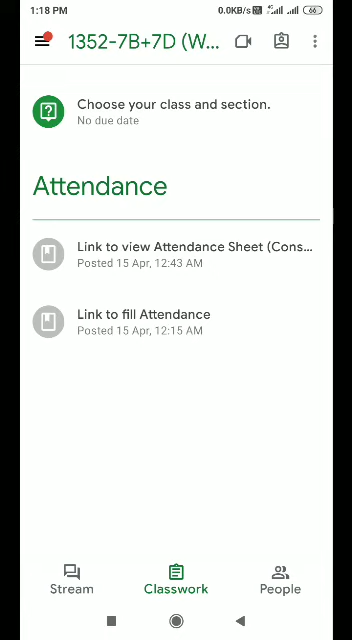 1:18 PM 0.0KB/s 4G 66
1352-7B+7D (W...
Choose your class and section.
No due date
Attendance
Link to view Attendance Sheet (Cons...
Posted 15 Apr, 12:43 AM
Link to fill Attendance
Posted 15 Apr, 12:15 AM
Stream Classwork People